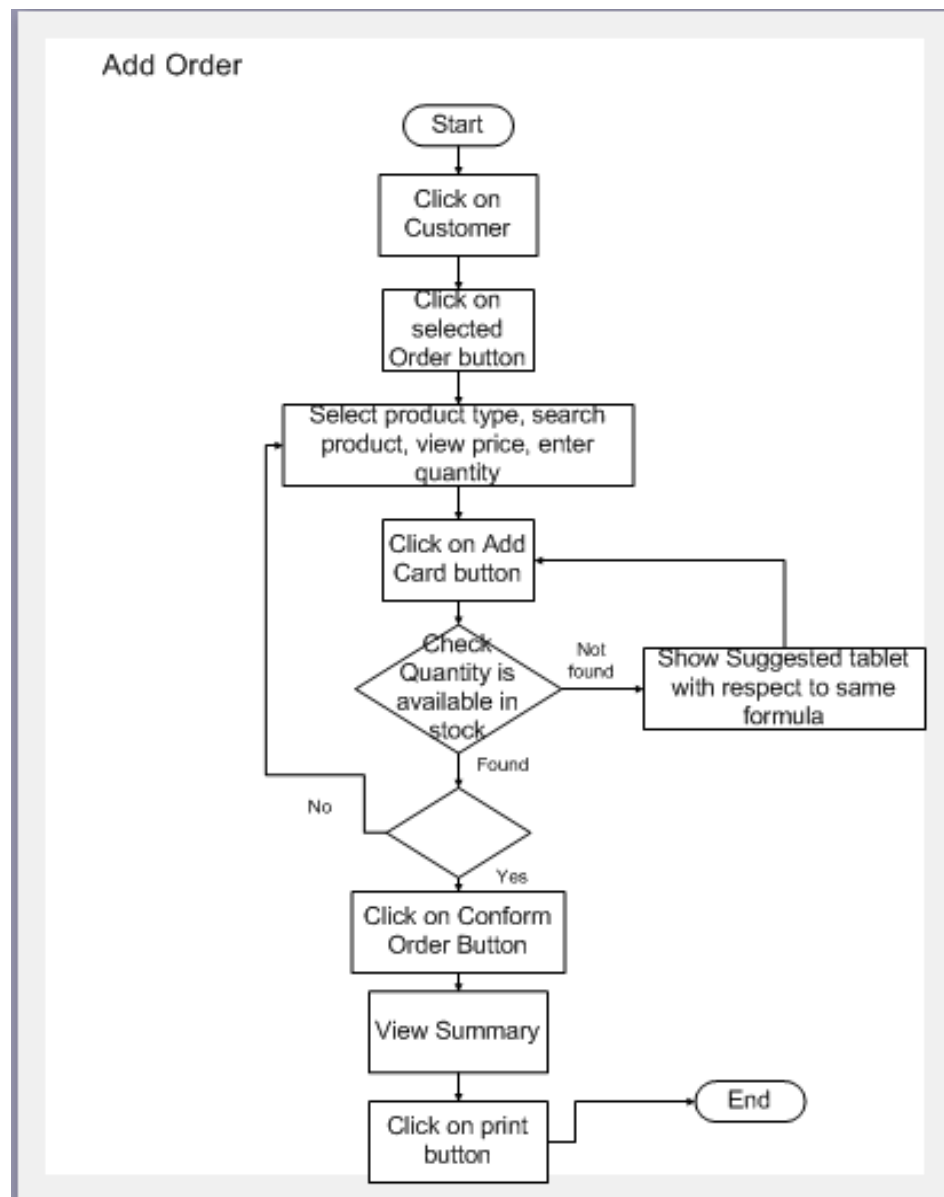 Add Order
Start
Click on
Customer
Click on
selected
Order button
Select product type, search
product, view price, enter
quantity
Click on Add
Card button
Check
Quantity is
available in
stock
Not
found
Show Suggested tablet
with respect to same
formula
Found
No
Yes
Click on Conform
Order Button
View Summary
Click on print
button
End